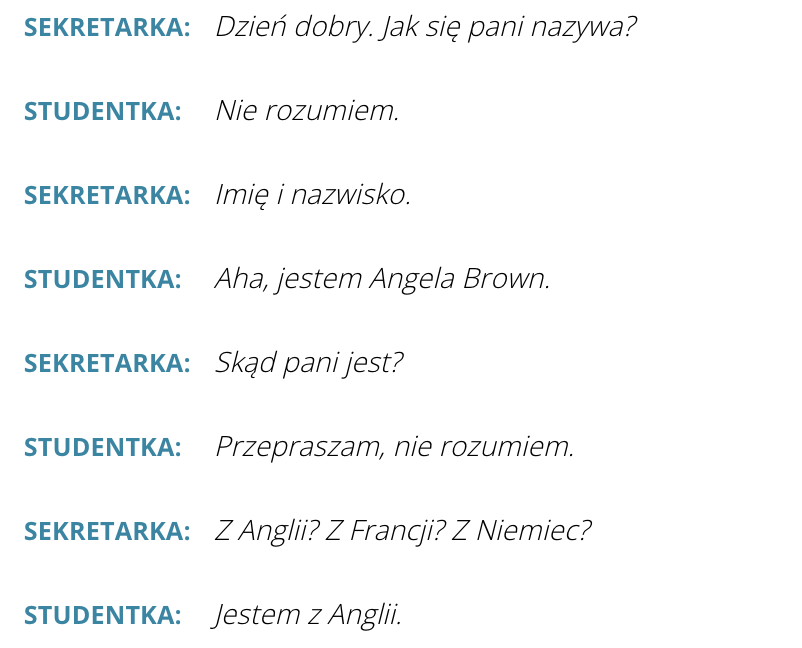 SEKRETARKA: Dzień dobry. Jak się pani nazywa?
STUDENTKA: Nie rozumiem.
SEKRETARKA: Imię i nazwisko.
STUDENTKA: Aha, jestem Angela Brown.
SEKRETARKA: Skąd pani jest?
STUDENTKA: Przepraszam, nie rozumiem.
SEKRETARKA: Z Anglii? Z Francji? Z Niemiec?
STUDENTKA: Jestem z Anglii.